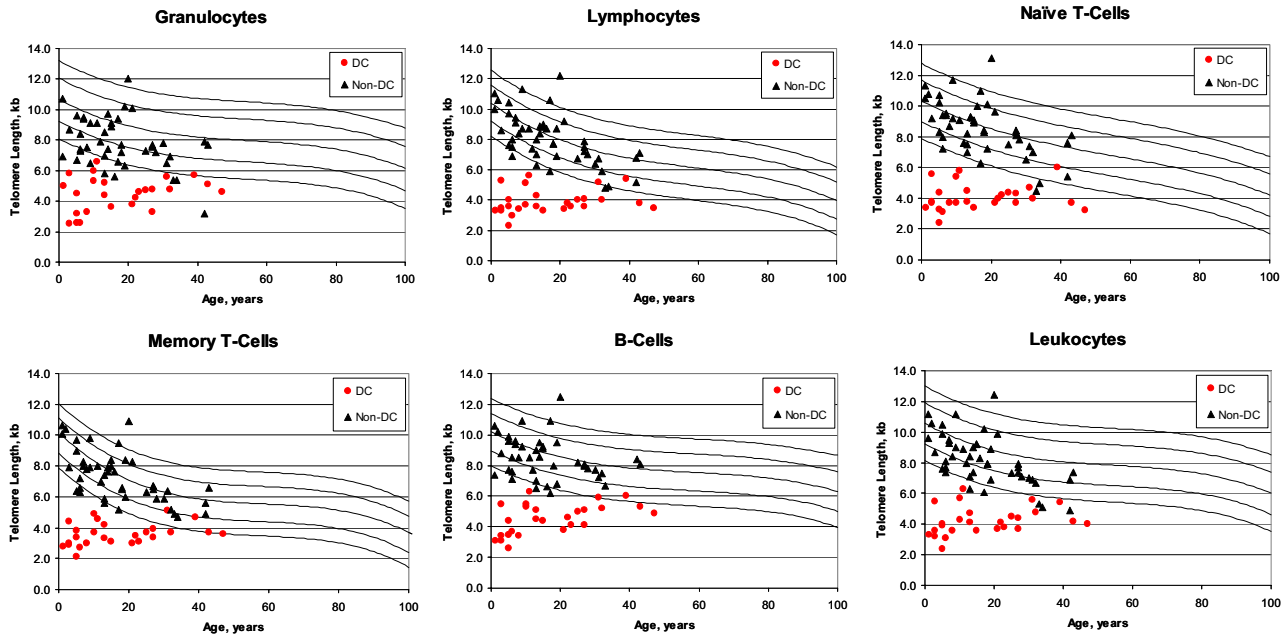 Granulocytes
Telomere Length, kb
14.0
12.0
10.0
8.0
6.0
4.0
2.0
0.0
DC
Non-DC
0 20 40 60 80 100
Age, years
Lymphocytes
Telomere Length, kb
14.0
12.0
10.0
8.0
6.0
4.0
2.0
0.0
DC
Non-DC
0 20 40 60 80 100
Age, years
Naïve T-Cells
Telomere Length, kb
14.0
12.0
10.0
8.0
6.0
4.0
2.0
0.0
DC
Non-DC
0 20 40 60 80 100
Age, years
Memory T-Cells
Telomere Length, kb
14.0
12.0
10.0
8.0
6.0
4.0
2.0
0.0
DC
Non-DC
0 20 40 60 80 100
Age, years
B-Cells
Telomere Length, kb
14.0
12.0
10.0
8.0
6.0
4.0
2.0
0.0
DC
Non-DC
0 20 40 60 80 100
Age, years
Leukocytes
Telomere Length, kb
14.0
12.0
10.0
8.0
6.0
4.0
2.0
0.0
DC
Non-DC
0 20 40 60 80 100
Age, years